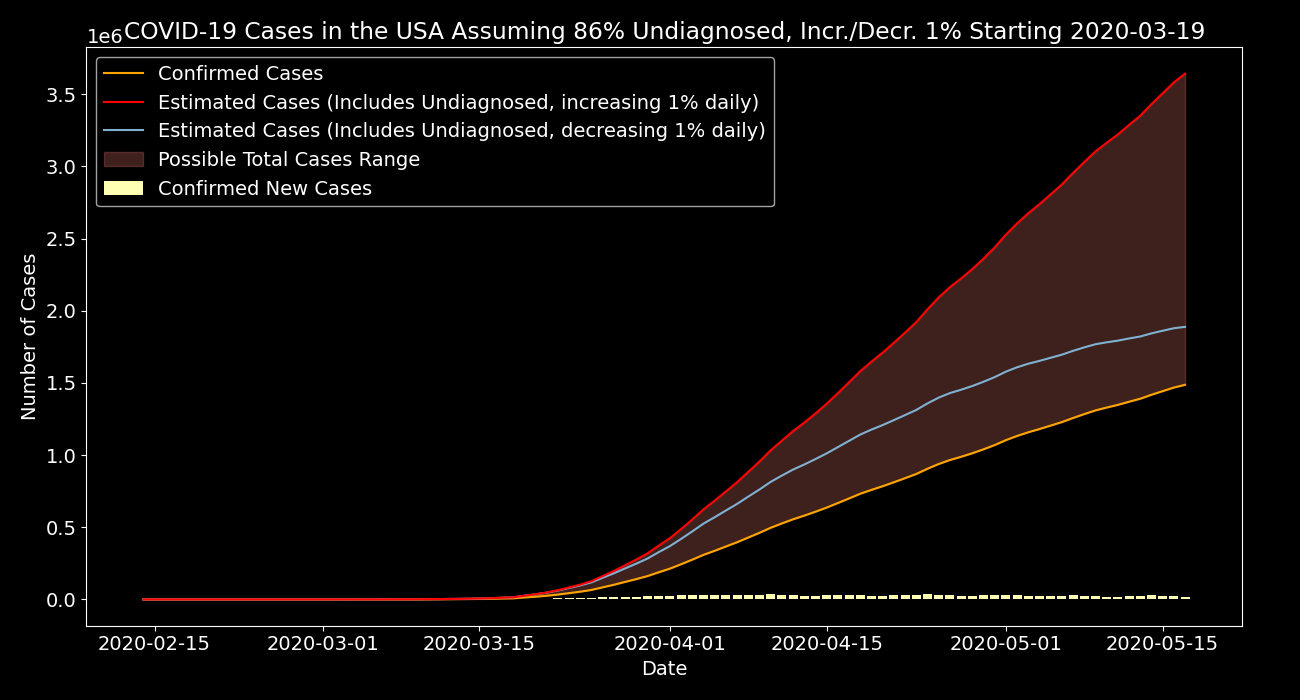 COVID-19 Cases in the USA Assuming 86% Undiagnosed, Incr./Decr. 1% Starting 2020-03-19
1e6
Confirmed Cases
Estimated Cases (Includes Undiagnosed, increasing 1% daily)
Estimated Cases (Includes Undiagnosed, decreasing 1% daily)
Possible Total Cases Range
Confirmed New Cases
Number of Cases
3.5
3.0
2.5
2.0
1.5
1.0
0.5
0.0
2020-02-15 2020-03-01 2020-03-15 2020-04-01 2020-04-15 2020-05-01 2020-05-15
Date